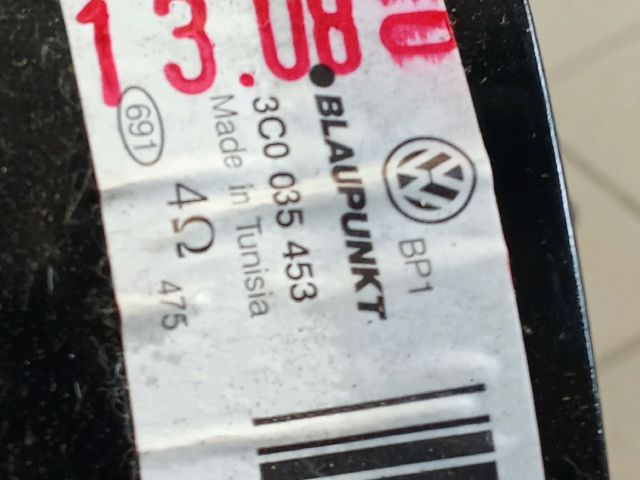 13.08
BP1
BLAUPUNKT
3C0 035 453
Made in Tunisia
691 4Ω 475